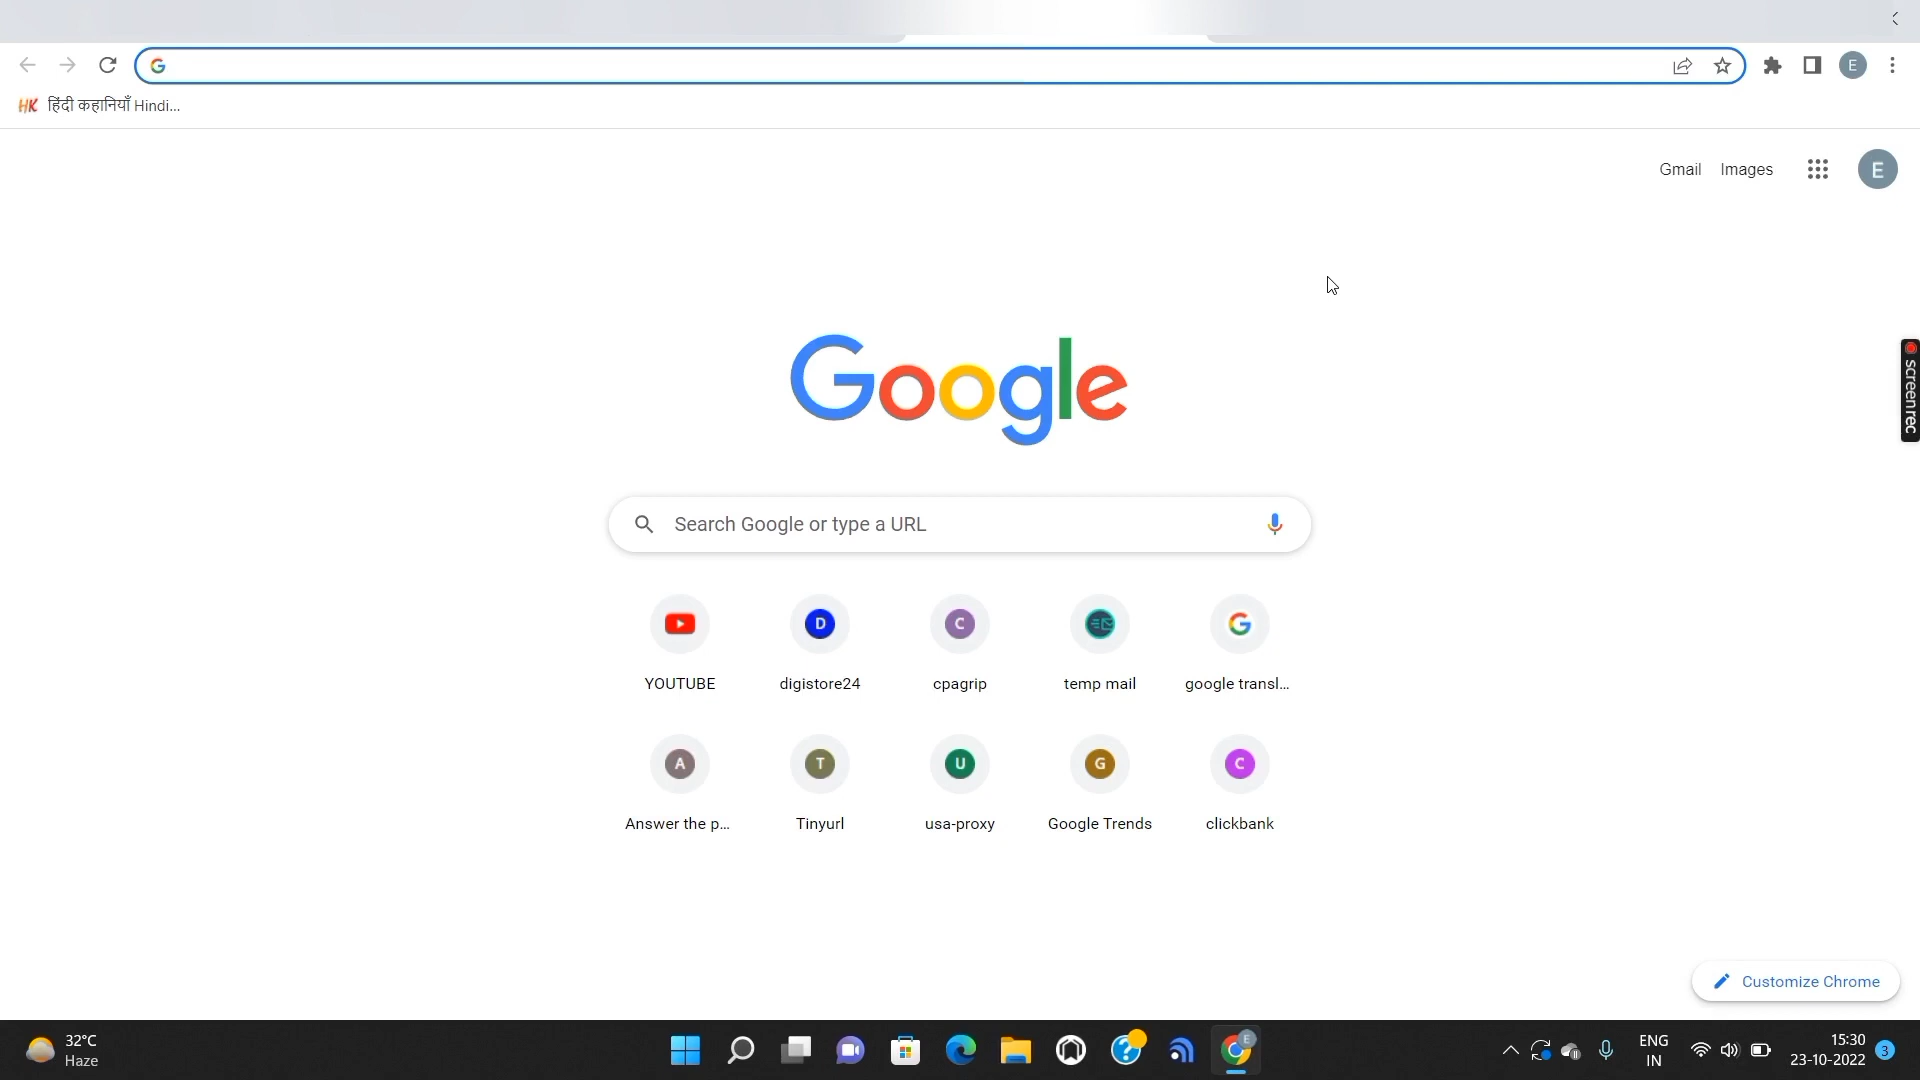 HK हिंदी कहानियाँ Hindi...
E
Gmail Images
E
Google
screenrec
Search Google or type a URL
D C
YOUTUBE digistore24 cpagrip temp mail google transl...
A T U G C
Answer the p... Tinyurl usa-proxy Google Trends clickbank
Customize Chrome
32°C
Haze
E
ENG
IN
15:30
23-10-2022
3